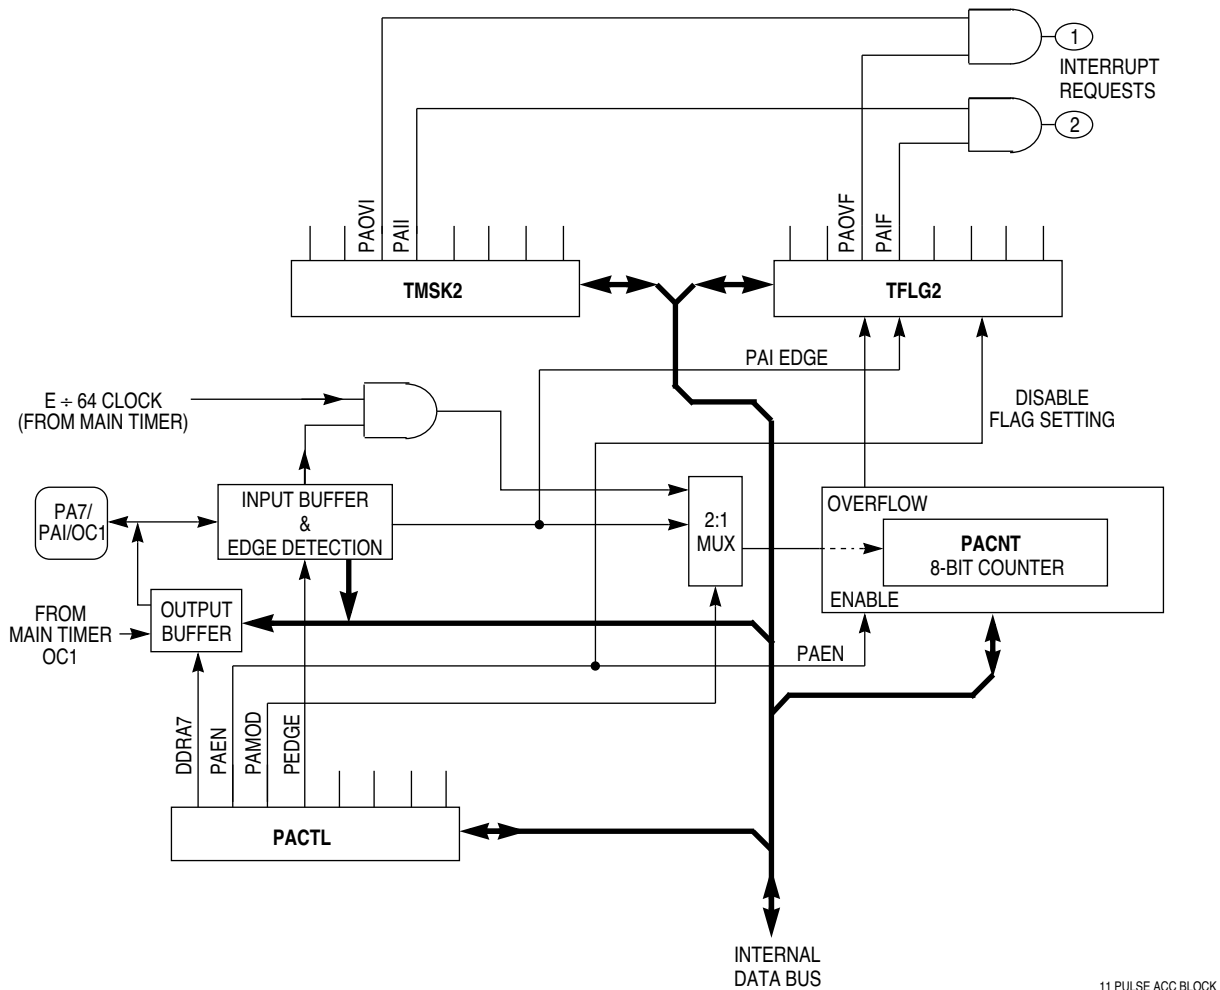 1
INTERRUPT
REQUESTS
2
PAOVI
PAII
PAOVF
PAIF
TMSK2
TFLG2
PAI EDGE
E ÷ 64 CLOCK
(FROM MAIN TIMER)
DISABLE
FLAG SETTING
PA7/
PAI/OC1
INPUT BUFFER
&
EDGE DETECTION
2:1
MUX
OVERFLOW
PACNT
8-BIT COUNTER
ENABLE
OUTPUT
BUFFER
FROM
MAIN TIMER
OC1
PAEN
DDRA7
PAEN
PAMOD
PEDGE
PACTL
INTERNAL
DATA BUS
11 PULSE ACC BLOCK